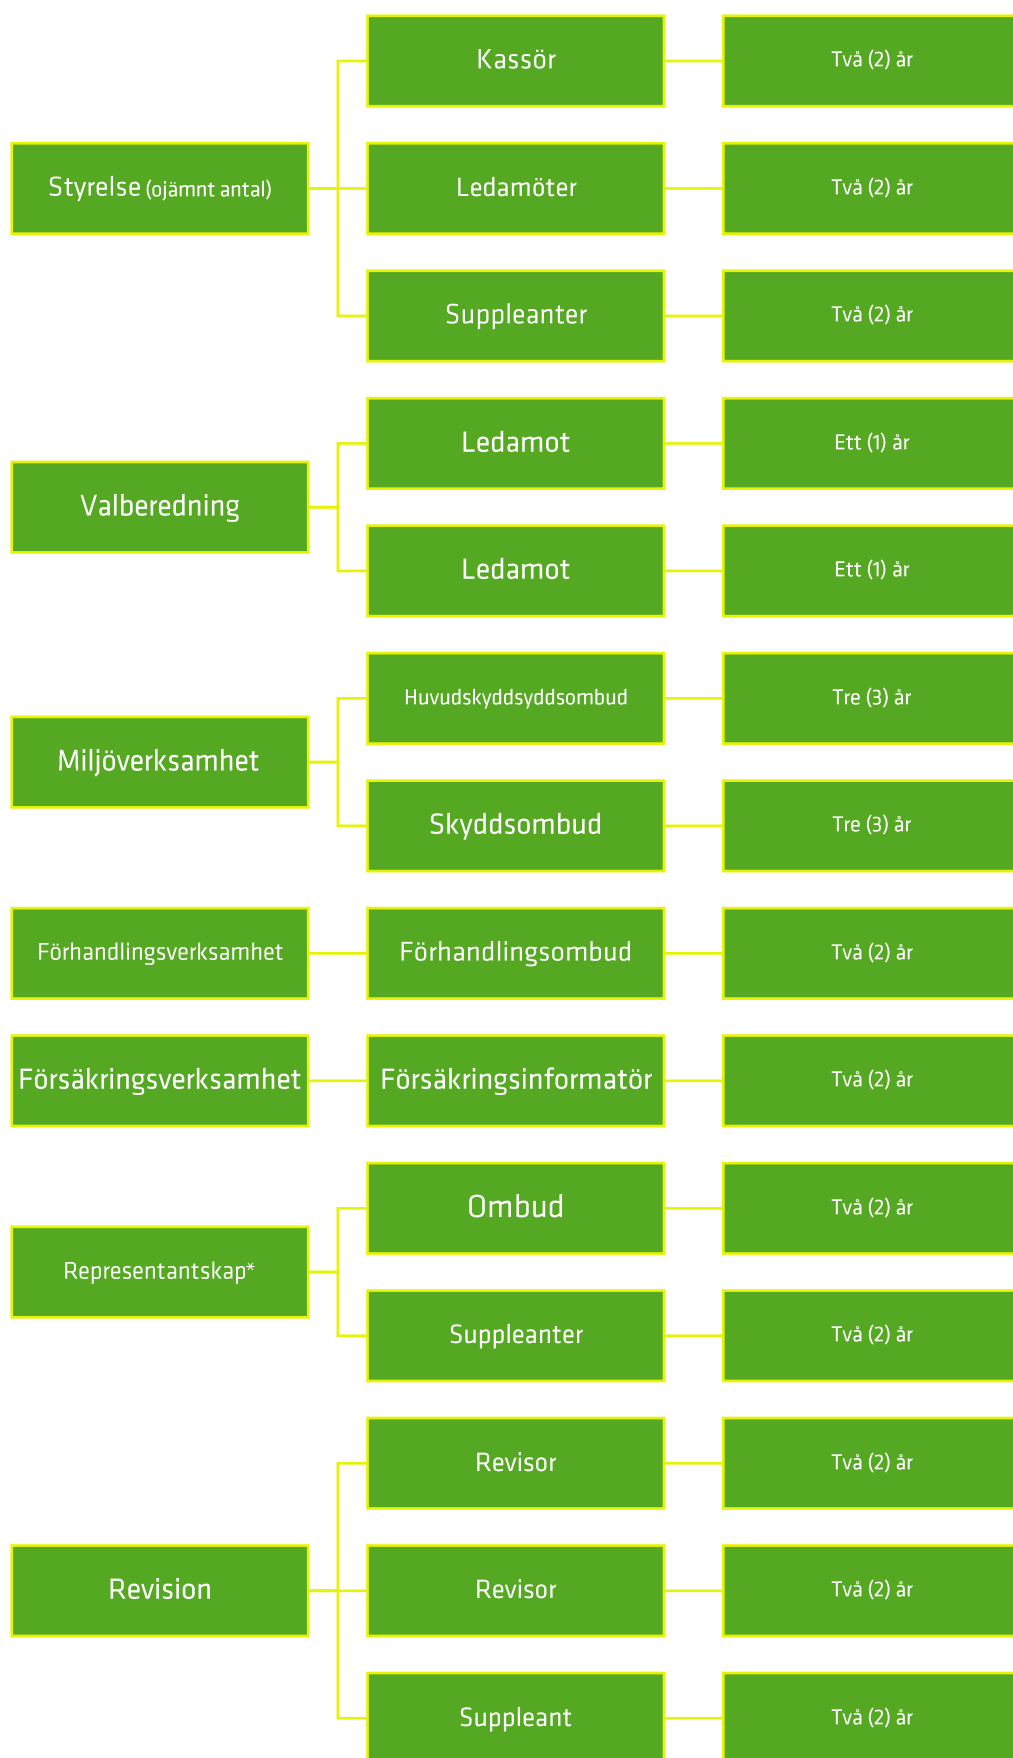 Styrelse (ojämnt antal)
Kassör
Två (2) år
Ledamöter
Två (2) år
Suppleanter
Två (2) år
Valberedning
Ledamot
Ett (1) år
Ledamot
Ett (1) år
Miljöverksamhet
Huvudskyddsyddsombud
Tre (3) år
Skyddsombud
Tre (3) år
Förhandlingsverksamhet
Förhandlingsombud
Två (2) år
Försäkringsverksamhet
Försäkringsinformatör
Två (2) år
Representantskap*
Ombud
Två (2) år
Suppleanter
Två (2) år
Revision
Revisor
Två (2) år
Revisor
Två (2) år
Suppleant
Två (2) år